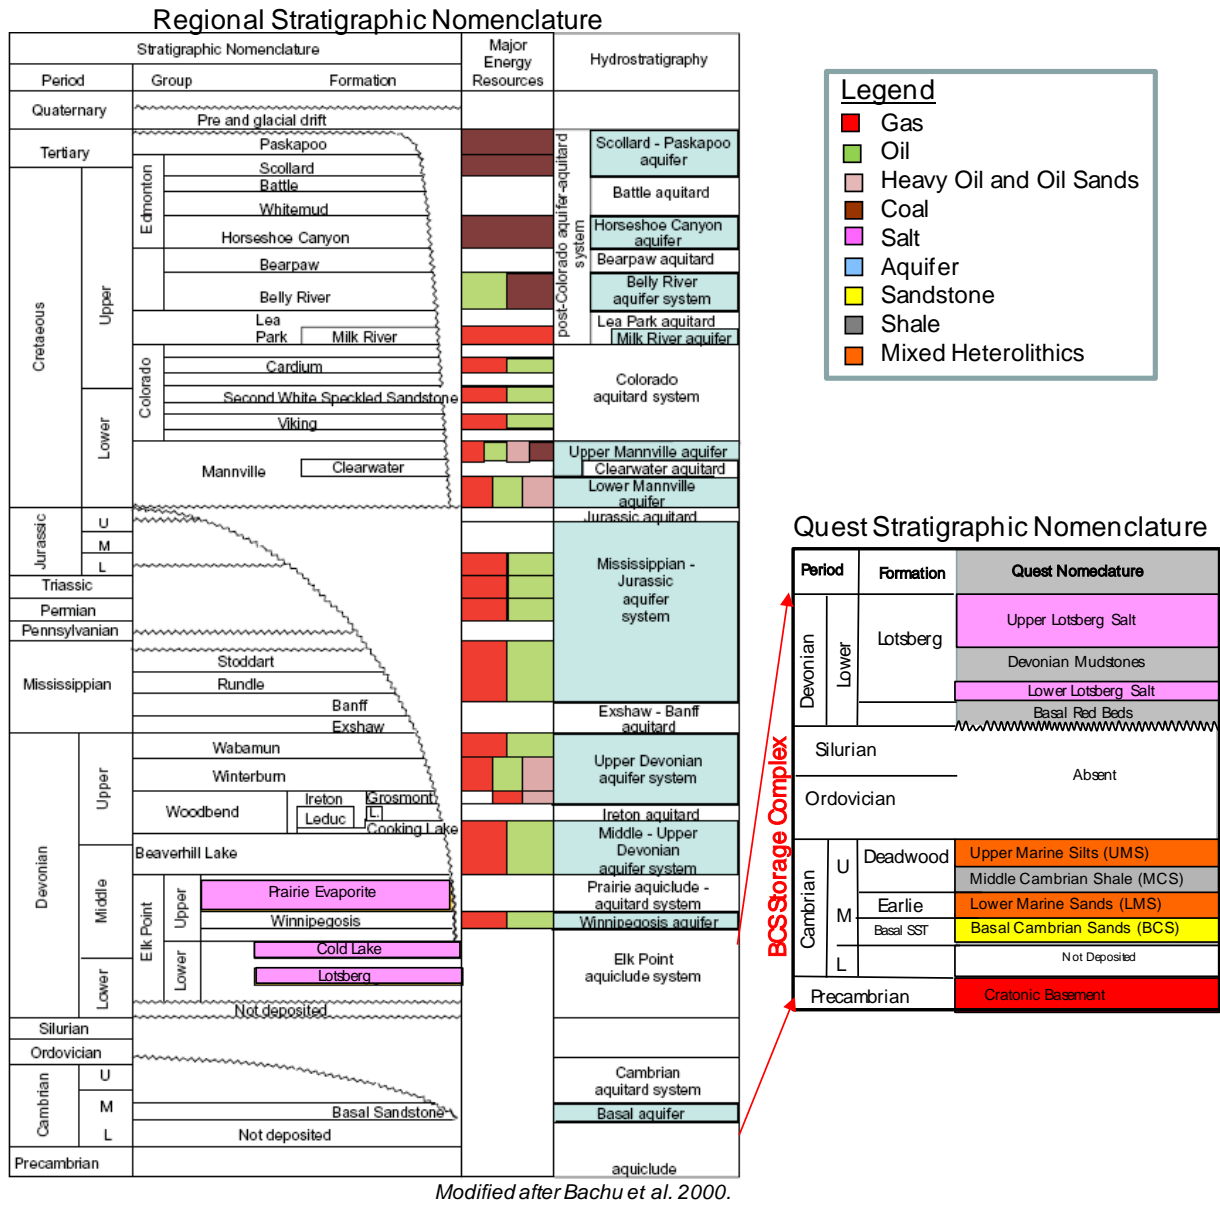 Regional Stratigraphic Nomenclature
Stratigraphic Nomenclature
Major
Energy
Resources
Hydrostratigraphy
Period
Group
Formation
Quaternary
Pre and glacial drift
Tertiary
Paskapoo
Scollard - Paskapoo
aquifer
Cretaeous
Upper
Edmonton
Scollard
Battle
Battle aquitard
Whitemud
Horseshoe Canyon
Horseshoe Canyon
aquifer
post-Colorado aquifer-aquitard
system
Bearpaw
Bearpaw aquitard
Belly River
Belly River
aquifer system
Lea
Park
Milk River
Lea Park aquitard
Milk River aquifer
Colorado
Cardium
Colorado
aquitard system
Lower
Second White Speckled Sandstone
Viking
Mannville
Clearwater
Upper Mannville aquifer
Clearwater aquitard
Lower Mannville
aquifer
Jurassic
U
M
L
Jurassic aquitard
Mississippian -
Jurassic
aquifer
system
Triassic
Permian
Pennsylvanian
Mississippian
Stoddart
Rundle
Banff
Exshaw
Exshaw - Banff
aquitard
Devonian
Upper
Wabamun
Winterburn
Upper Devonian
aquifer system
Woodbend
Ireton
Leduc
Grosmont
L.
Cooking Lake
Ireton aquitard
Middle - Upper
Devonian
aquifer system
Middle
Beaverhill Lake
Elk Point
Upper
Prairie Evaporite
Prairie aquiclude -
aquitard system
Winnipegosis
Winnipegosis aquifer
Lower
Cold Lake
Elk Point
aquiclude system
Lower
Lotsberg
Not deposited
Silurian
Ordovician
Cambrian
U
M
L
Cambrian
aquitard system
Basal Sandstone
Basal aquifer
Not deposited
Precambrian
aquiclude
Modified after Bachu et al. 2000.
Legend
Gas
Oil
Heavy Oil and Oil Sands
Coal
Salt
Aquifer
Sandstone
Shale
Mixed Heterolithics
Quest Stratigraphic Nomenclature
Period
Formation
Quest Nomeclature
BCS Storage Complex
Devonian
Lower
Lotsberg
Upper Lotsberg Salt
Devonian Mudstones
Lower Lotsberg Salt
Basal Red Beds
Silurian
Ordovician
Absent
Cambrian
U
M
L
Deadwood
Upper Marine Silts (UMS)
Middle Cambrian Shale (MCS)
Earlie
Lower Marine Sands (LMS)
Basal SST
Basal Cambrian Sands (BCS)
Not Deposited
Precambrian
Cratonic Basement